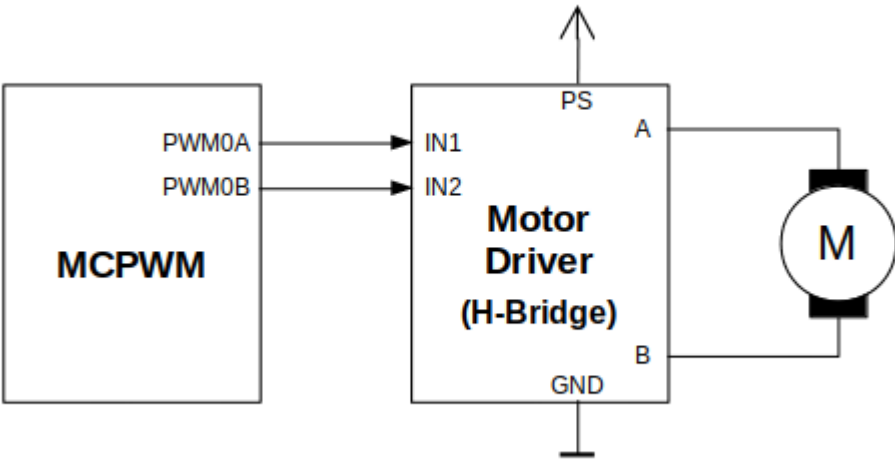 PS
A
PWM0A
IN1
PWM0B
IN2
Motor
Driver
(H-Bridge)
MCPWM
M
B
GND